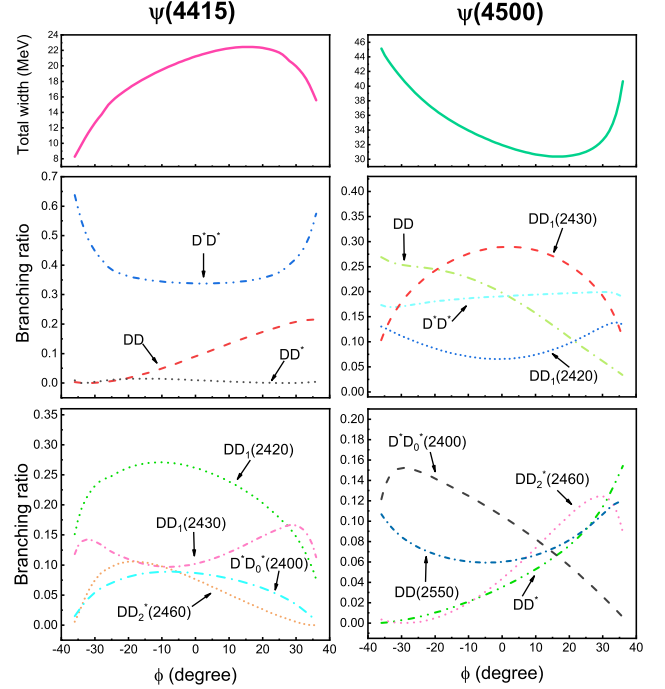 ψ(4415)
ψ(4500)
Total width (MeV)
24
22
20
18
16
14
12
10
8
46
44
42
40
38
36
34
32
30
Branching ratio
0.7
0.6
0.5
0.4
0.3
0.2
0.1
0.0
D*D*
DD
DD*
0.40
0.35
0.30
0.25
0.20
0.15
0.10
0.05
0.00
DD
DD₁(2430)
D*D*
DD₁(2420)
Branching ratio
0.35
0.30
0.25
0.20
0.15
0.10
0.05
0.00
DD₁(2420)
DD₁(2430)
D*D₀*(2400)
DD₂*(2460)
-40 -30 -20 -10 0 10 20 30 40
ϕ (degree)
0.20
0.18
0.16
0.14
0.12
0.10
0.08
0.06
0.04
0.02
0.00
D*D₀*(2400)
DD₂*(2460)
DD(2550)
DD*
-40 -30 -20 -10 0 10 20 30 40
ϕ (degree)